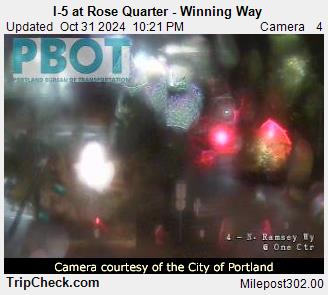 I-5 at Rose Quarter - Winning Way
Updated Oct 31 2024 10:21 PM Camera 4
PBOT
PORTLAND BUREAU OF TRANSPORTATION
4 - N. Ramsey Wy
@ One Ctr
Camera courtesy of the City of Portland
TripCheck.com Milepost302.00